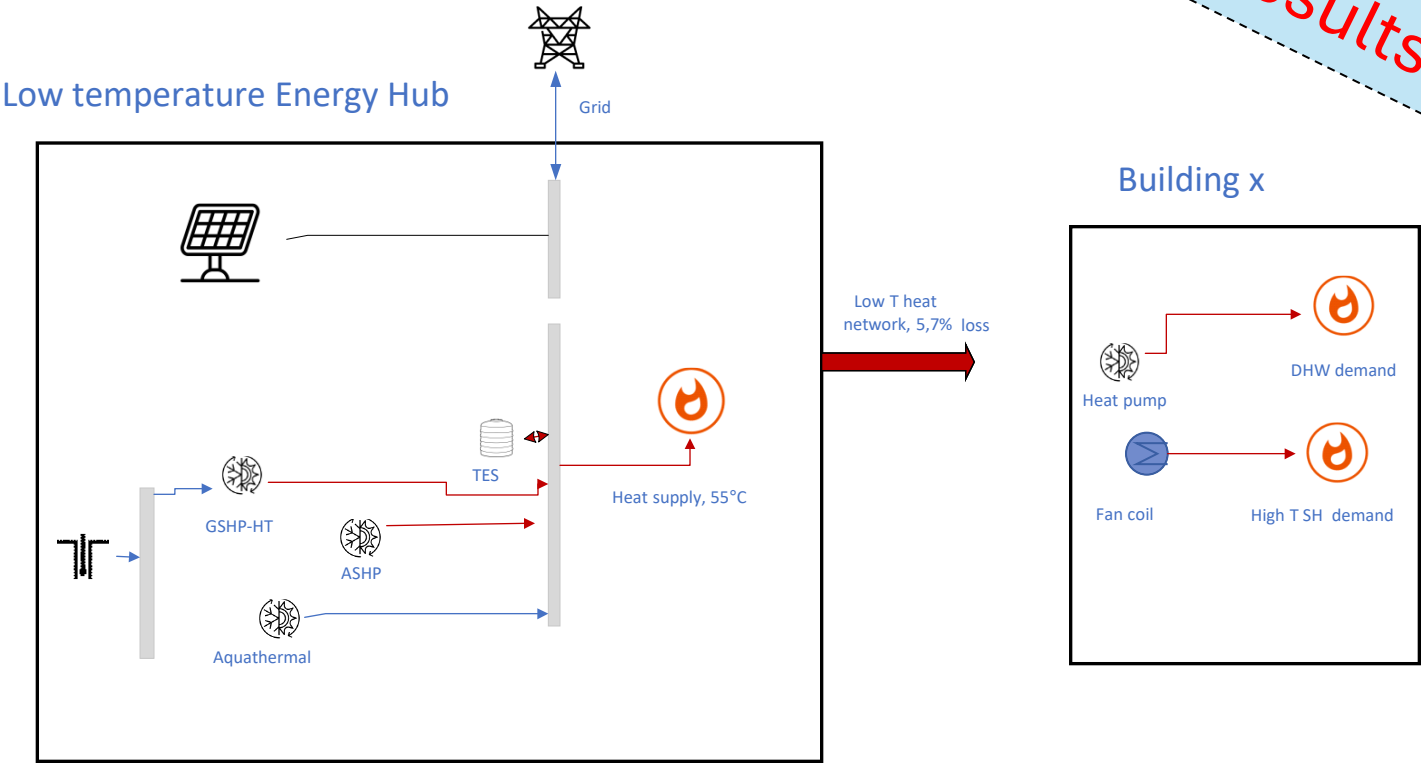 Low temperature Energy Hub
Grid
Building x
Low T heat
network, 5,7% loss
DHW demand
Heat pump
TES
Heat supply, 55°C
Fan coil
High T SH demand
GSHP-HT
ASHP
Aquathermal